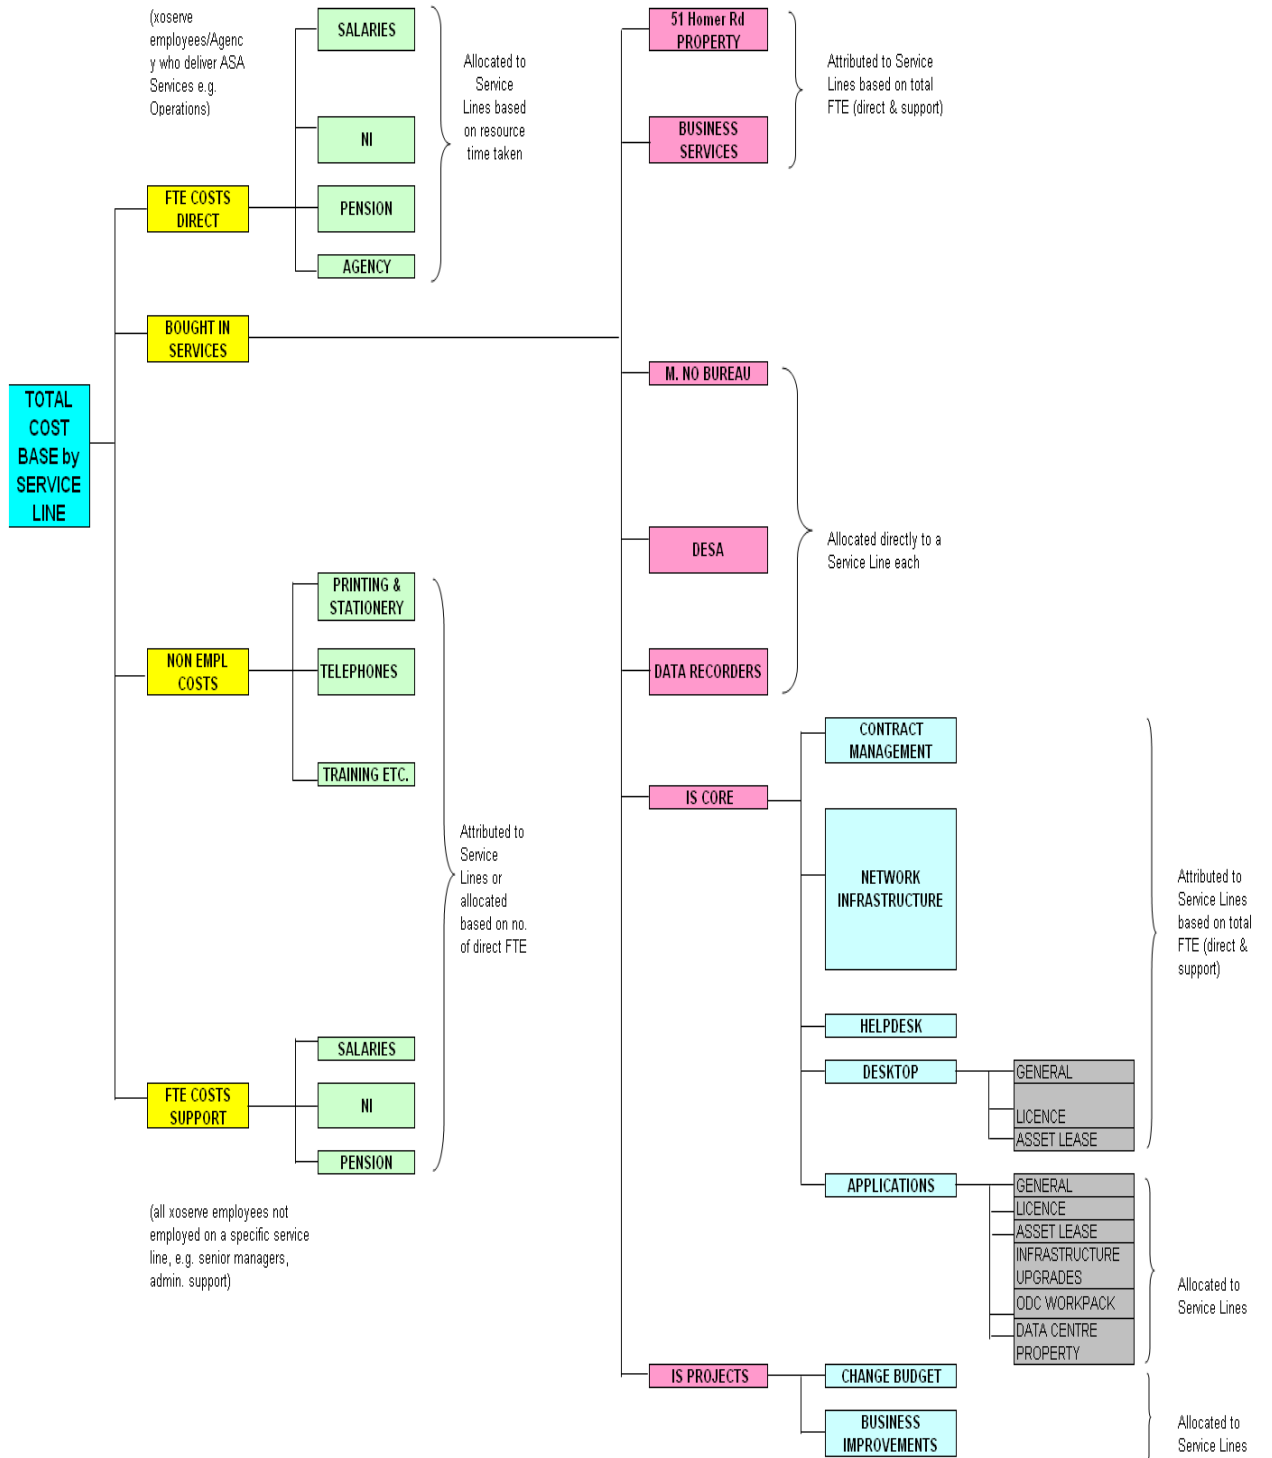 (xoserve
employees/Agenc
y who deliver ASA
Services e.g.
Operations)
SALARIES
NI
PENSION
AGENCY
Allocated to
Service
Lines based
on resource
time taken
FTE COSTS
DIRECT
BOUGHT IN
SERVICES
TOTAL
COST
BASE by
SERVICE
LINE
NON EMPL
COSTS
PRINTING &
STATIONERY
TELEPHONES
TRAINING ETC.
Attributed to
Service
Lines or
allocated
based on no.
of direct FTE
FTE COSTS
SUPPORT
SALARIES
NI
PENSION
(all xoserve employees not
employed on a specific service
line, e.g. senior managers,
admin. support)
51 Homer Rd
PROPERTY
BUSINESS
SERVICES
Attributed to Service
Lines based on total
FTE (direct & support)
M. NO BUREAU
DESA
DATA RECORDERS
Allocated directly to a
Service Line each
IS CORE
CONTRACT
MANAGEMENT
NETWORK
INFRASTRUCTURE
HELPDESK
DESKTOP
GENERAL
LICENCE
ASSET LEASE
Attributed to
Service Lines
based on total
FTE (direct &
support)
APPLICATIONS
GENERAL
LICENCE
ASSET LEASE
INFRASTRUCTURE
UPGRADES
ODC WORKPACK
DATA CENTRE
PROPERTY
Allocated to
Service Lines
IS PROJECTS
CHANGE BUDGET
BUSINESS
IMPROVEMENTS
Allocated to
Service Lines